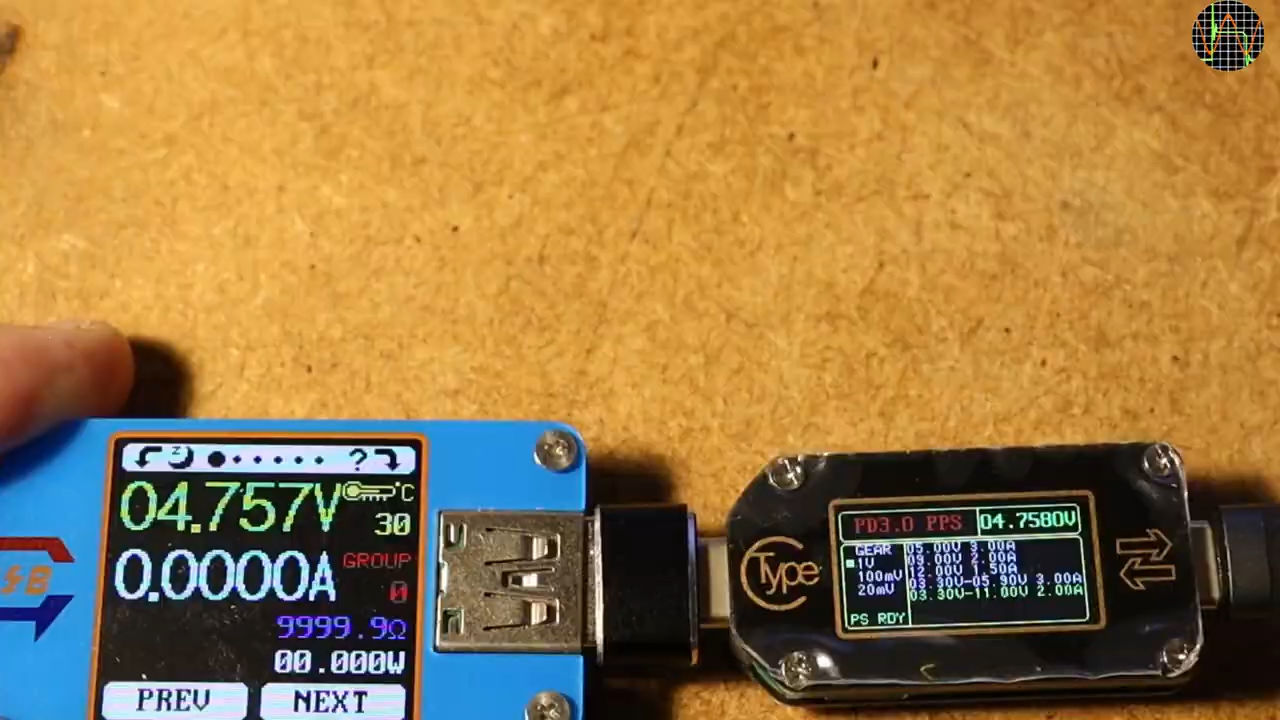 04.757V
°C
30
0.0000A
GROUP
0
9999.9Ω
00.000W
PREV
NEXT
SB
Type C
PD3.0 PPS
04.7580V
GEAR
1V
100mV
20mV
PS RDY
05.00V 3.00A
09.00V 2.00A
12.00V 1.50A
03.30V-05.90V 3.00A
03.30V-11.00V 2.00A